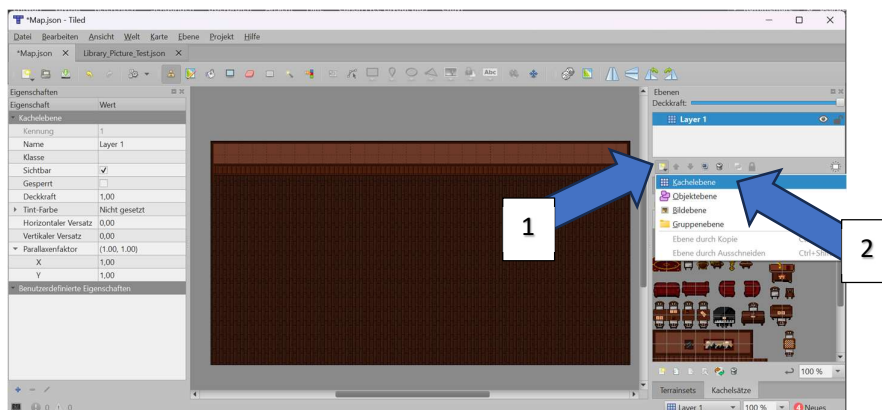 *Map.json - Tiled
Datei Bearbeiten Ansicht Welt Karte Ebene Projekt Hilfe
*Map.json Library_Picture_Test.json
Abc
Eigenschaften
Eigenschaft Wert
Kachelebene
Kennung 1
Name Layer 1
Klasse
Sichtbar
Gesperrt
Deckkraft 1,00
Tint-Farbe Nicht gesetzt
Horizontaler Versatz 0,00
Vertikaler Versatz 0,00
Parallaxenfaktor (1.00, 1.00)
X 1,00
Y 1,00
Benutzerdefinierte Eigenschaften
1
Ebenen
Deckkraft:
Layer 1
Kachelebene
Objektebene
Bildebene
Gruppenebene
Ebene durch Kopie
Ebene durch Ausschneiden
2
100 %
Terrainsets Kachelsätze
Layer 1 100 % 4 Neues